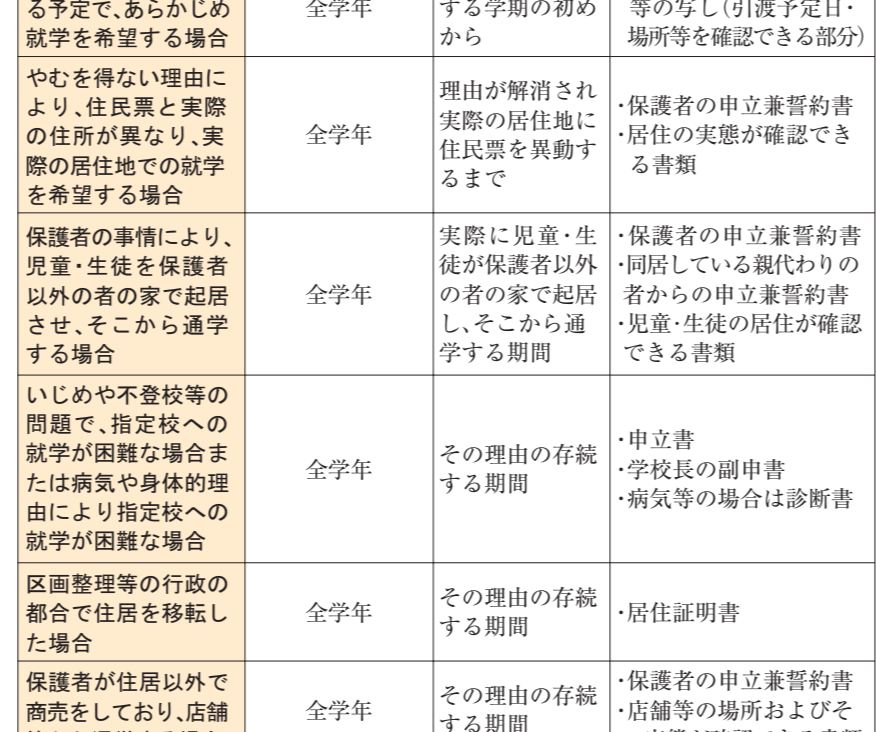 る予定で、あらかじめ
就学を希望する場合
全学年
する学期の初め
から
等の写し(引渡予定日・
場所等を確認できる部分)
やむを得ない理由に
より、住民票と実際
の住所が異なり、実
際の居住地での就学
を希望する場合
全学年
理由が解消され
実際の居住地に
住民票を異動す
るまで
・保護者の申立兼誓約書
・居住の実態が確認でき
る書類
保護者の事情により、
児童・生徒を保護者
以外の者の家で起居
させ、そこから通学
する場合
全学年
実際に児童・生
徒が保護者以外
の者の家で起居
し、そこから通
学する期間
・保護者の申立兼誓約書
・同居している親代わりの
者からの申立兼誓約書
・児童・生徒の居住が確認
できる書類
いじめや不登校等の
問題で、指定校への
就学が困難な場合ま
たは病気や身体的理
由により指定校への
就学が困難な場合
全学年
その理由の存続
する期間
・申立書
・学校長の副申書
・病気等の場合は診断書
区画整理等の行政の
都合で住居を移転し
た場合
全学年
その理由の存続
する期間
・居住証明書
保護者が住居以外で
商売をしており、店舗
全学年
その理由の存続
する期間
・保護者の申立兼誓約書
・店舗等の場所およびそ